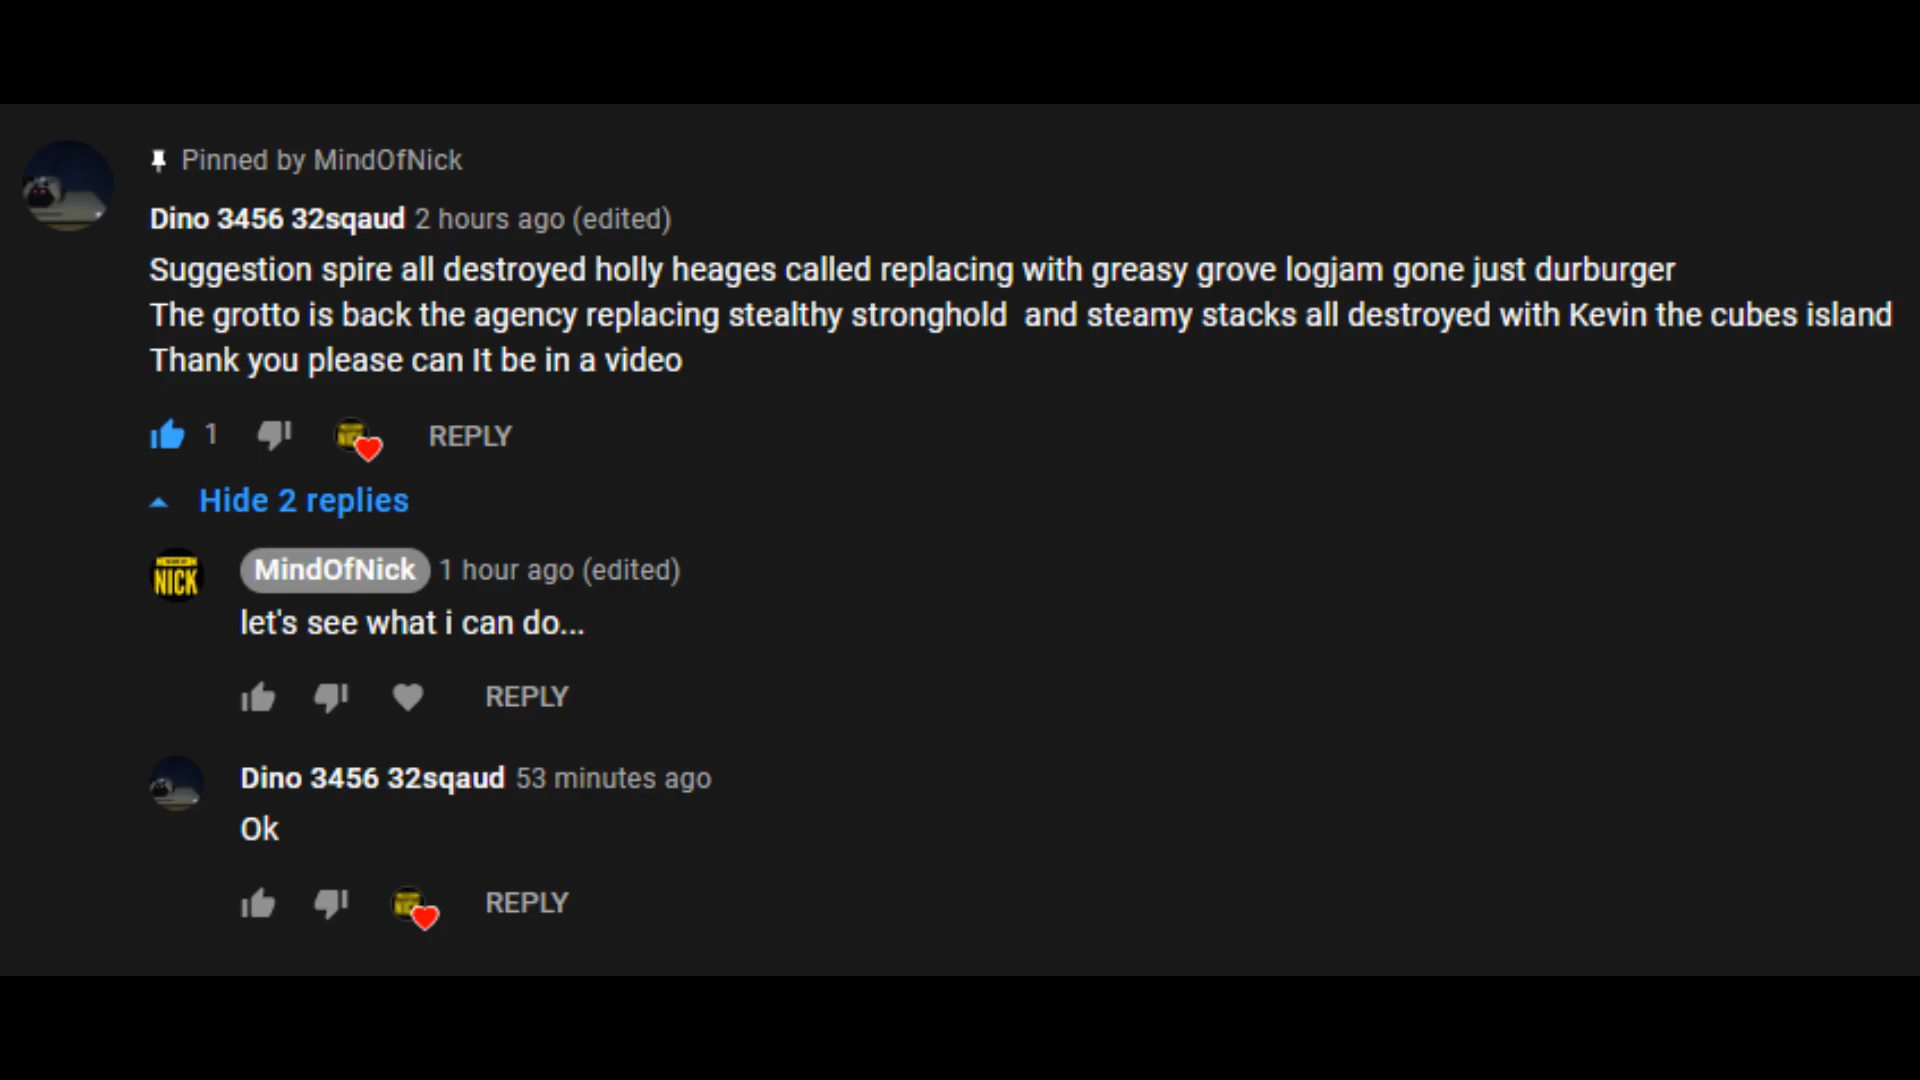 Pinned by MindOfNick
Dino 3456 32sqaud 2 hours ago (edited)
Suggestion spire all destroyed holly heages called replacing with greasy grove logjam gone just durburger
The grotto is back the agency replacing stealthy stronghold  and steamy stacks all destroyed with Kevin the cubes island
Thank you please can It be in a video
1 REPLY
Hide 2 replies
NICK
MindOfNick 1 hour ago (edited)
let's see what i can do...
REPLY
Dino 3456 32sqaud 53 minutes ago
Ok
REPLY